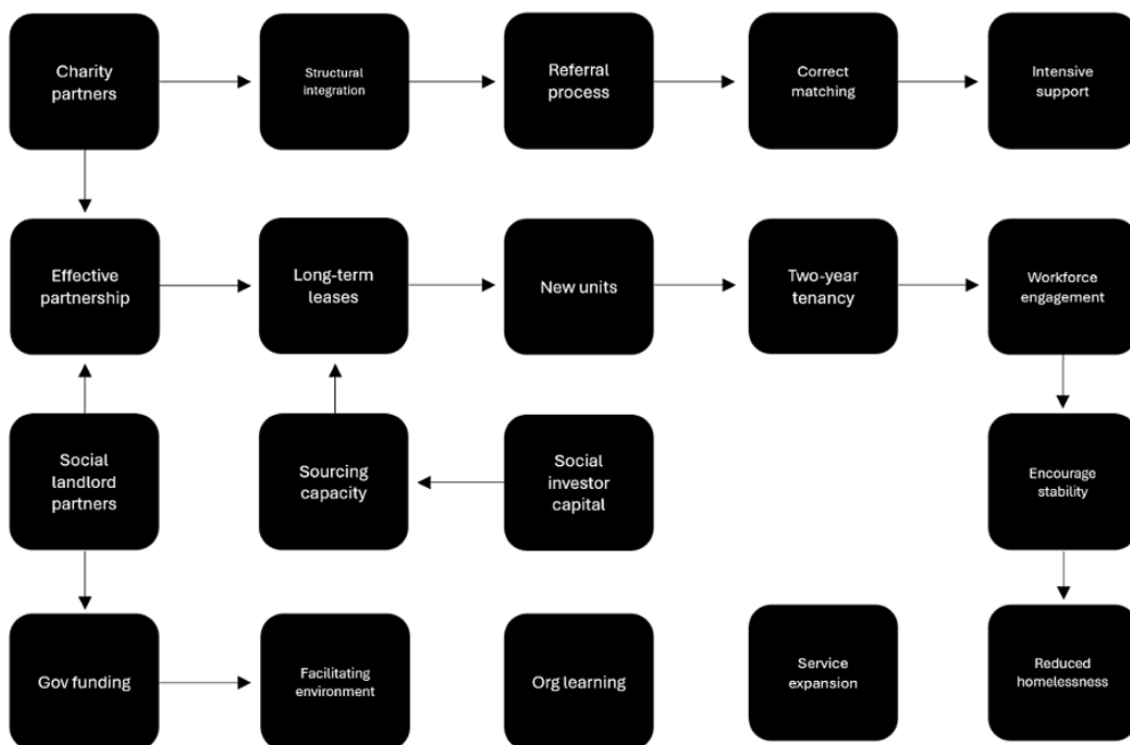 Charity
partners
Structural
integration
Referral
process
Correct
matching
Intensive
support
Effective
partnership
Long-term
leases
New units
Two-year
tenancy
Workforce
engagement
Social
landlord
partners
Sourcing
capacity
Social
investor
capital
Encourage
stability
Gov funding
Facilitating
environment
Org learning
Service
expansion
Reduced
homelessness